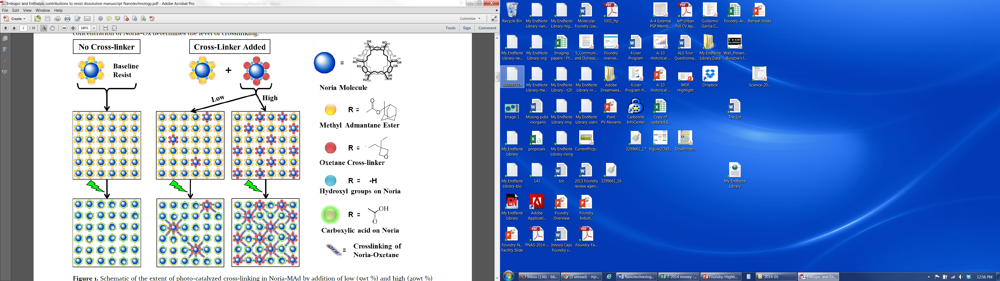 Entropic and Enthalpic contributions to resist dissolution manuscript Nanotechnology.pdf - Adobe Acrobat Pro
File Edit View Window Help
Create
Customize
2 / 10
180%
Tools Sign Comment
concentration of Noria-Ox determines the level of crosslinking.
No Cross-linker
Cross-Linker Added
Baseline
Resist
+
Low
High
=
Noria Molecule
OR
RO
R =
O
O
Methyl Admantane Ester
R =
O
Oxetane Cross-linker
R = -H
Hydroxyl groups on Noria
R =
OH
O
Carboxylic acid on Noria
=
Crosslinking of
Noria-Oxetane
Figure 1. Schematic of the extent of photo-catalyzed cross-linking in Noria-MAd by addition of low (5wt %) and high (20wt %)
Recycle Bin
My EndNote
Library-nan...
My EndNote
Library-hig...
Molecular
Foundry Use...
3301_ftp
A-4 External
PSP Memb...
Jeff Urban
full CV Ap...
Guillermo
Garcia C...
Foundry-Ar...
Retreat slides
My EndNote
Library-ne...
My EndNote
Library-org
Imaging
papers - FY...
5_Communi...
and Outreac...
Foundry
overvie...
4.User
Program
A-10
Historical ...
ALS Tour
Questionna...
My EndNote
Library.Data
Wall_Presen...
- Bunzow's I...
445987415
My EndNote
Library-the...
My EndNote
Library - t20
My EndNote
Library-in ...
Adobe
Dreamwea...
4.User
Program-fi...
A-10
Historical ...
MOF
Highlight
Dropbox
Science-20...
Image-1
Missing pubs
- inorganic
My EndNote
Library-img
My EndNote
Library-users
Plant
PV-Novartis
Carbonite
InfoCenter
Copy of
updated E...
The List
My EndNote
Library
proposals
My EndNote
Library-inorg
CurrentProp...
3299661_17
Figure2CNT...
DowPoster...
My EndNote
Library-bio
143
toc
2013 Foundry
review agen...
3299661_16
My EndNote
Library
My EndNote
Library
Adobe
Applicati...
Foundry
Overview
Foundry
Indust...
Foundry-N...
Facility Slide
PNAS-2014-...
Innova Caps
Foundry v...
Foundry-Fa...
Inbox (136) - bb...
(3 unread) - mjr...
Nanotechnolog...
7-2014 money -...
Foundry-Highli...
2014-05
Entropic and En...
12:56 PM